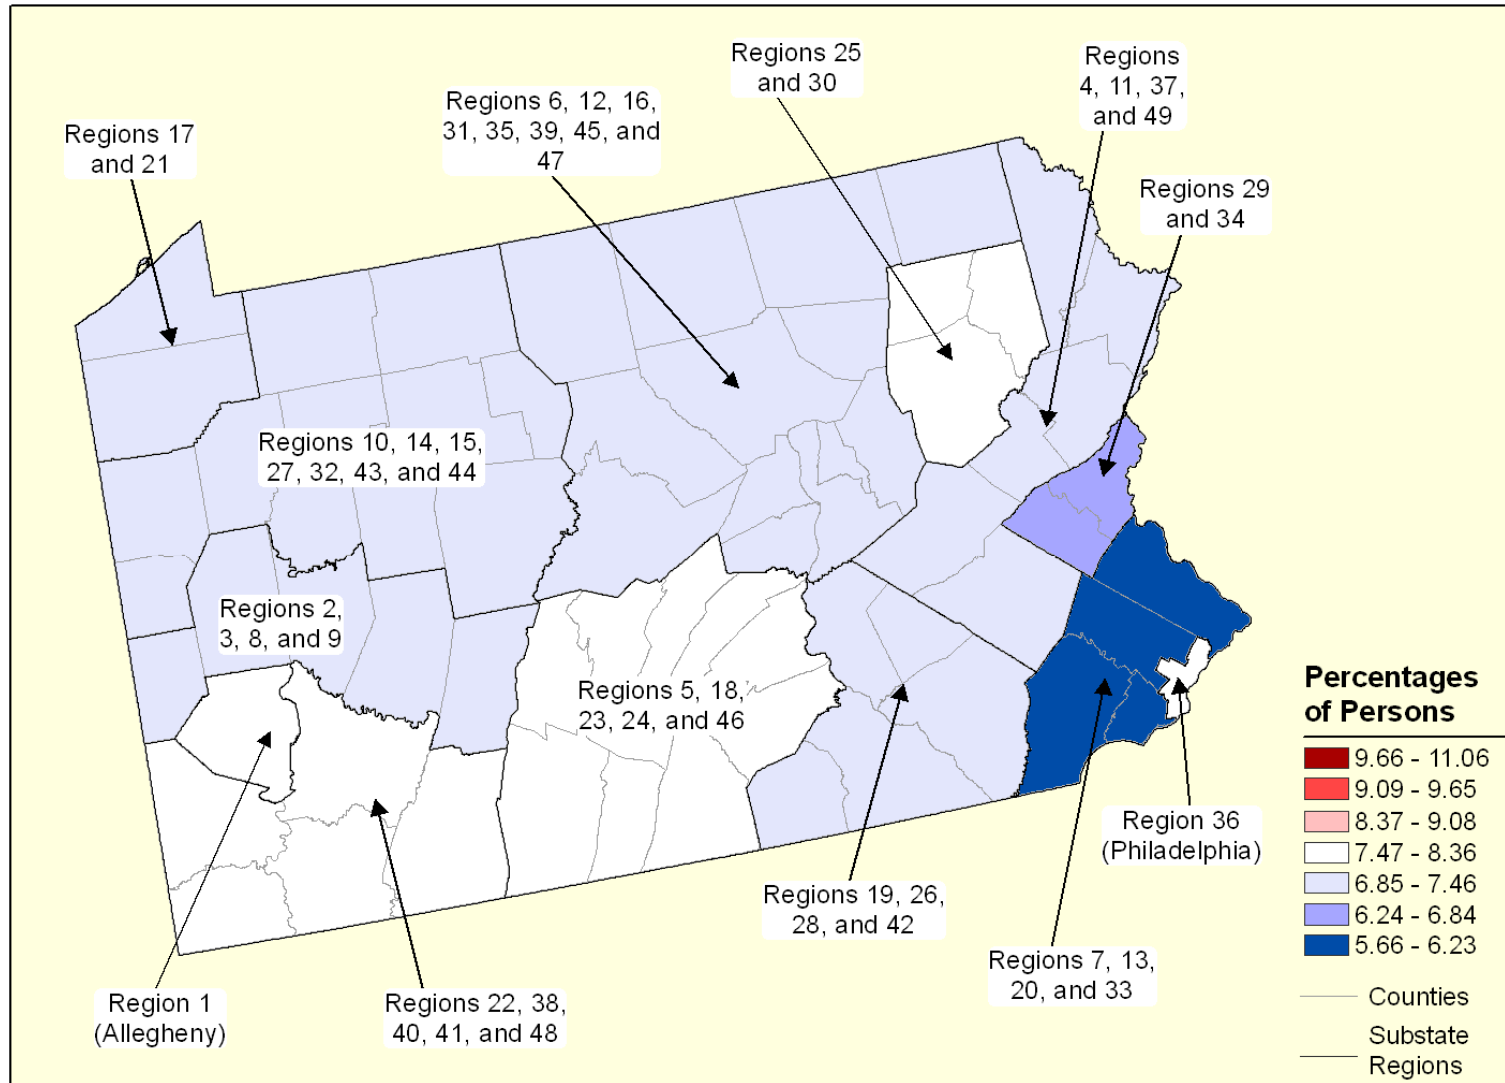 Regions 25
and 30
Regions
4, 11, 37,
and 49
Regions 6, 12, 16,
31, 35, 39, 45, and
47
Regions 17
and 21
Regions 29
and 34
Regions 10, 14, 15,
27, 32, 43, and 44
Regions 2,
3, 8, and 9
Regions 5, 18,
23, 24, and 46
Percentages
of Persons
9.66 - 11.06
9.09 - 9.65
8.37 - 9.08
7.47 - 8.36
6.85 - 7.46
6.24 - 6.84
5.66 - 6.23
Counties
Substate
Regions
Region 36
(Philadelphia)
Regions 19, 26,
28, and 42
Regions 7, 13,
20, and 33
Region 1
(Allegheny)
Regions 22, 38,
40, 41, and 48